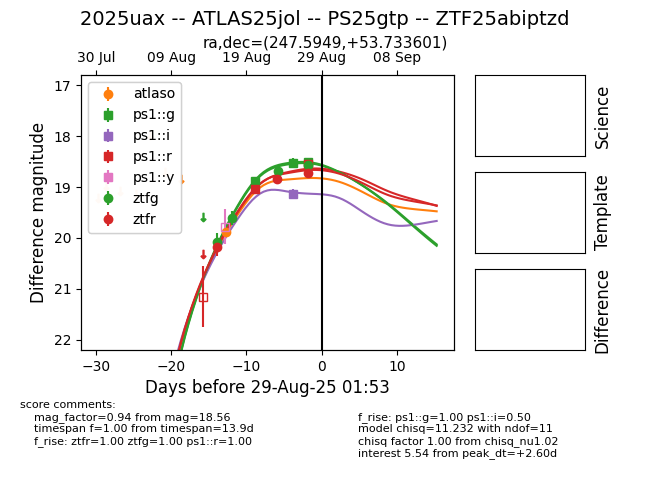 2025uax -- ATLAS25jol -- PS25gtp -- ZTF25abiptzd
ra,dec=(247.5949,+53.733601)
30 Jul 09 Aug 19 Aug 29 Aug 08 Sep
17
18
19
20
21
22
Difference magnitude
atlaso
ps1::g
ps1::i
ps1::r
ps1::y
ztfg
ztfr
−30 −20 −10 0 10
Days before 29-Aug-25 01:53
Science
Template
Difference
score comments:
mag_factor=0.94 from mag=18.56
timespan f=1.00 from timespan=13.9d
f_rise: ztfr=1.00 ztfg=1.00 ps1::r=1.00
f_rise: ps1::g=1.00 ps1::i=0.50
model chisq=11.232 with ndof=11
chisq factor 1.00 from chisq_nu1.02
interest 5.54 from peak_dt=+2.60d